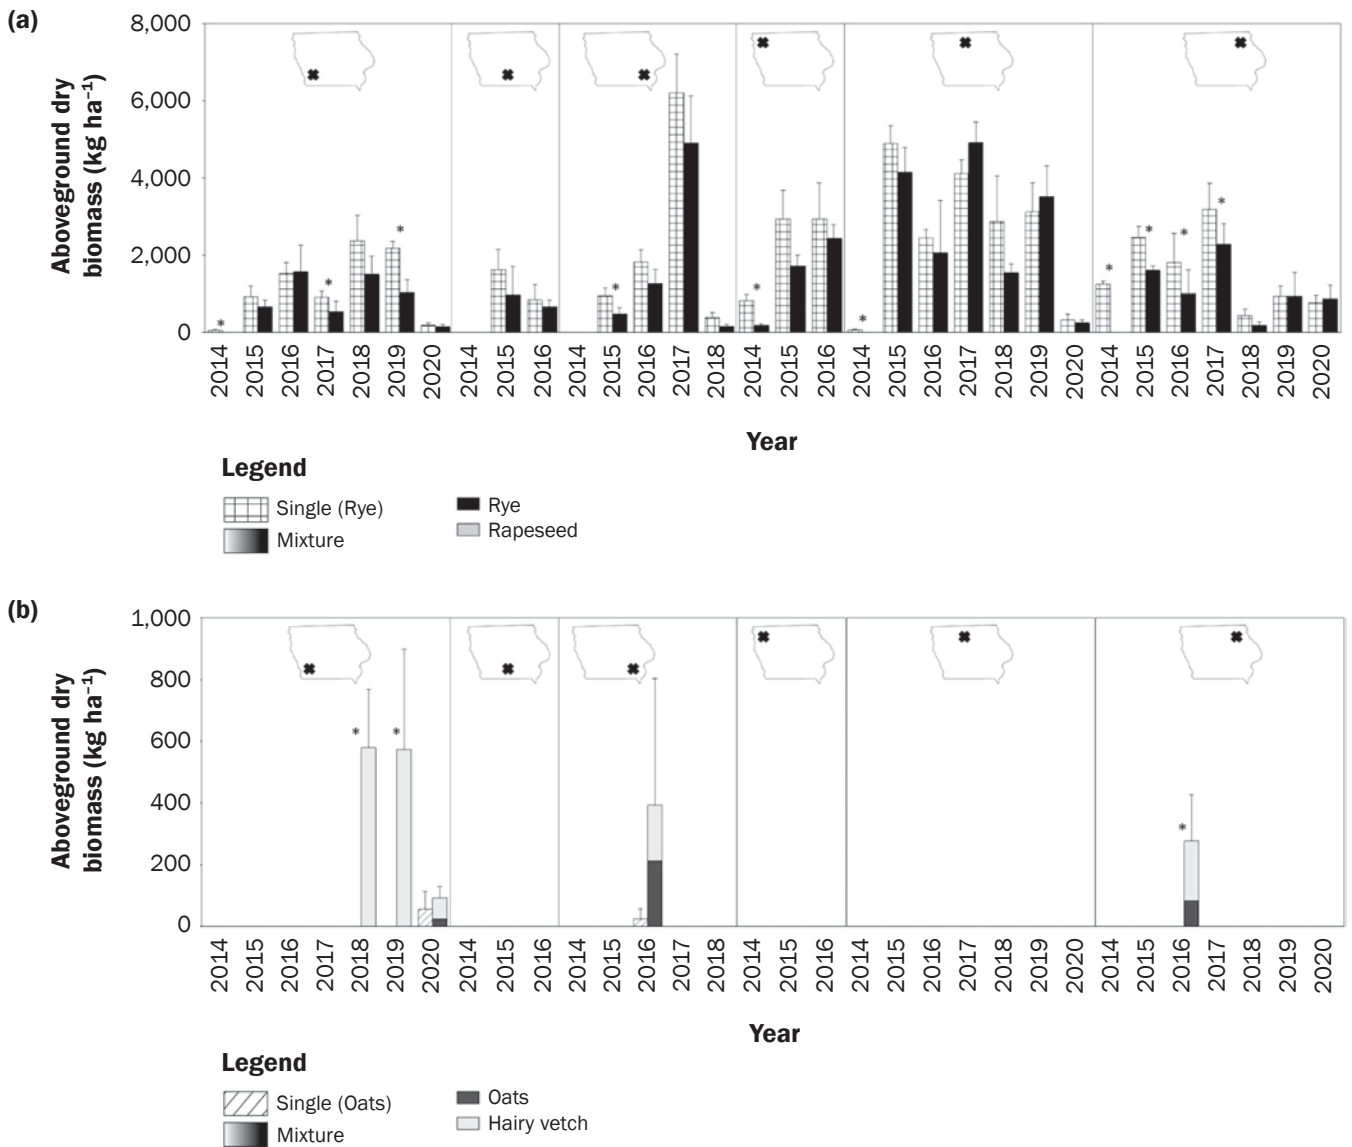 (a)
Aboveground dry
biomass (kg ha⁻¹)
8,000
6,000
4,000
2,000
0
* * * * * * * * * *
2014 2015 2016 2017 2018 2019 2020 2014 2015 2016 2014 2015 2016 2017 2018 2014 2015 2016 2014 2015 2016 2017 2018 2019 2020 2014 2015 2016 2017 2018 2019 2020
Year
Legend
Single (Rye)
Mixture
Rye
Rapeseed
(b)
Aboveground dry
biomass (kg ha⁻¹)
1,000
800
600
400
200
0
* * *
2014 2015 2016 2017 2018 2019 2020 2014 2015 2016 2014 2015 2016 2017 2018 2014 2015 2016 2014 2015 2016 2017 2018 2019 2020 2014 2015 2016 2017 2018 2019 2020
Year
Legend
Single (Oats)
Mixture
Oats
Hairy vetch